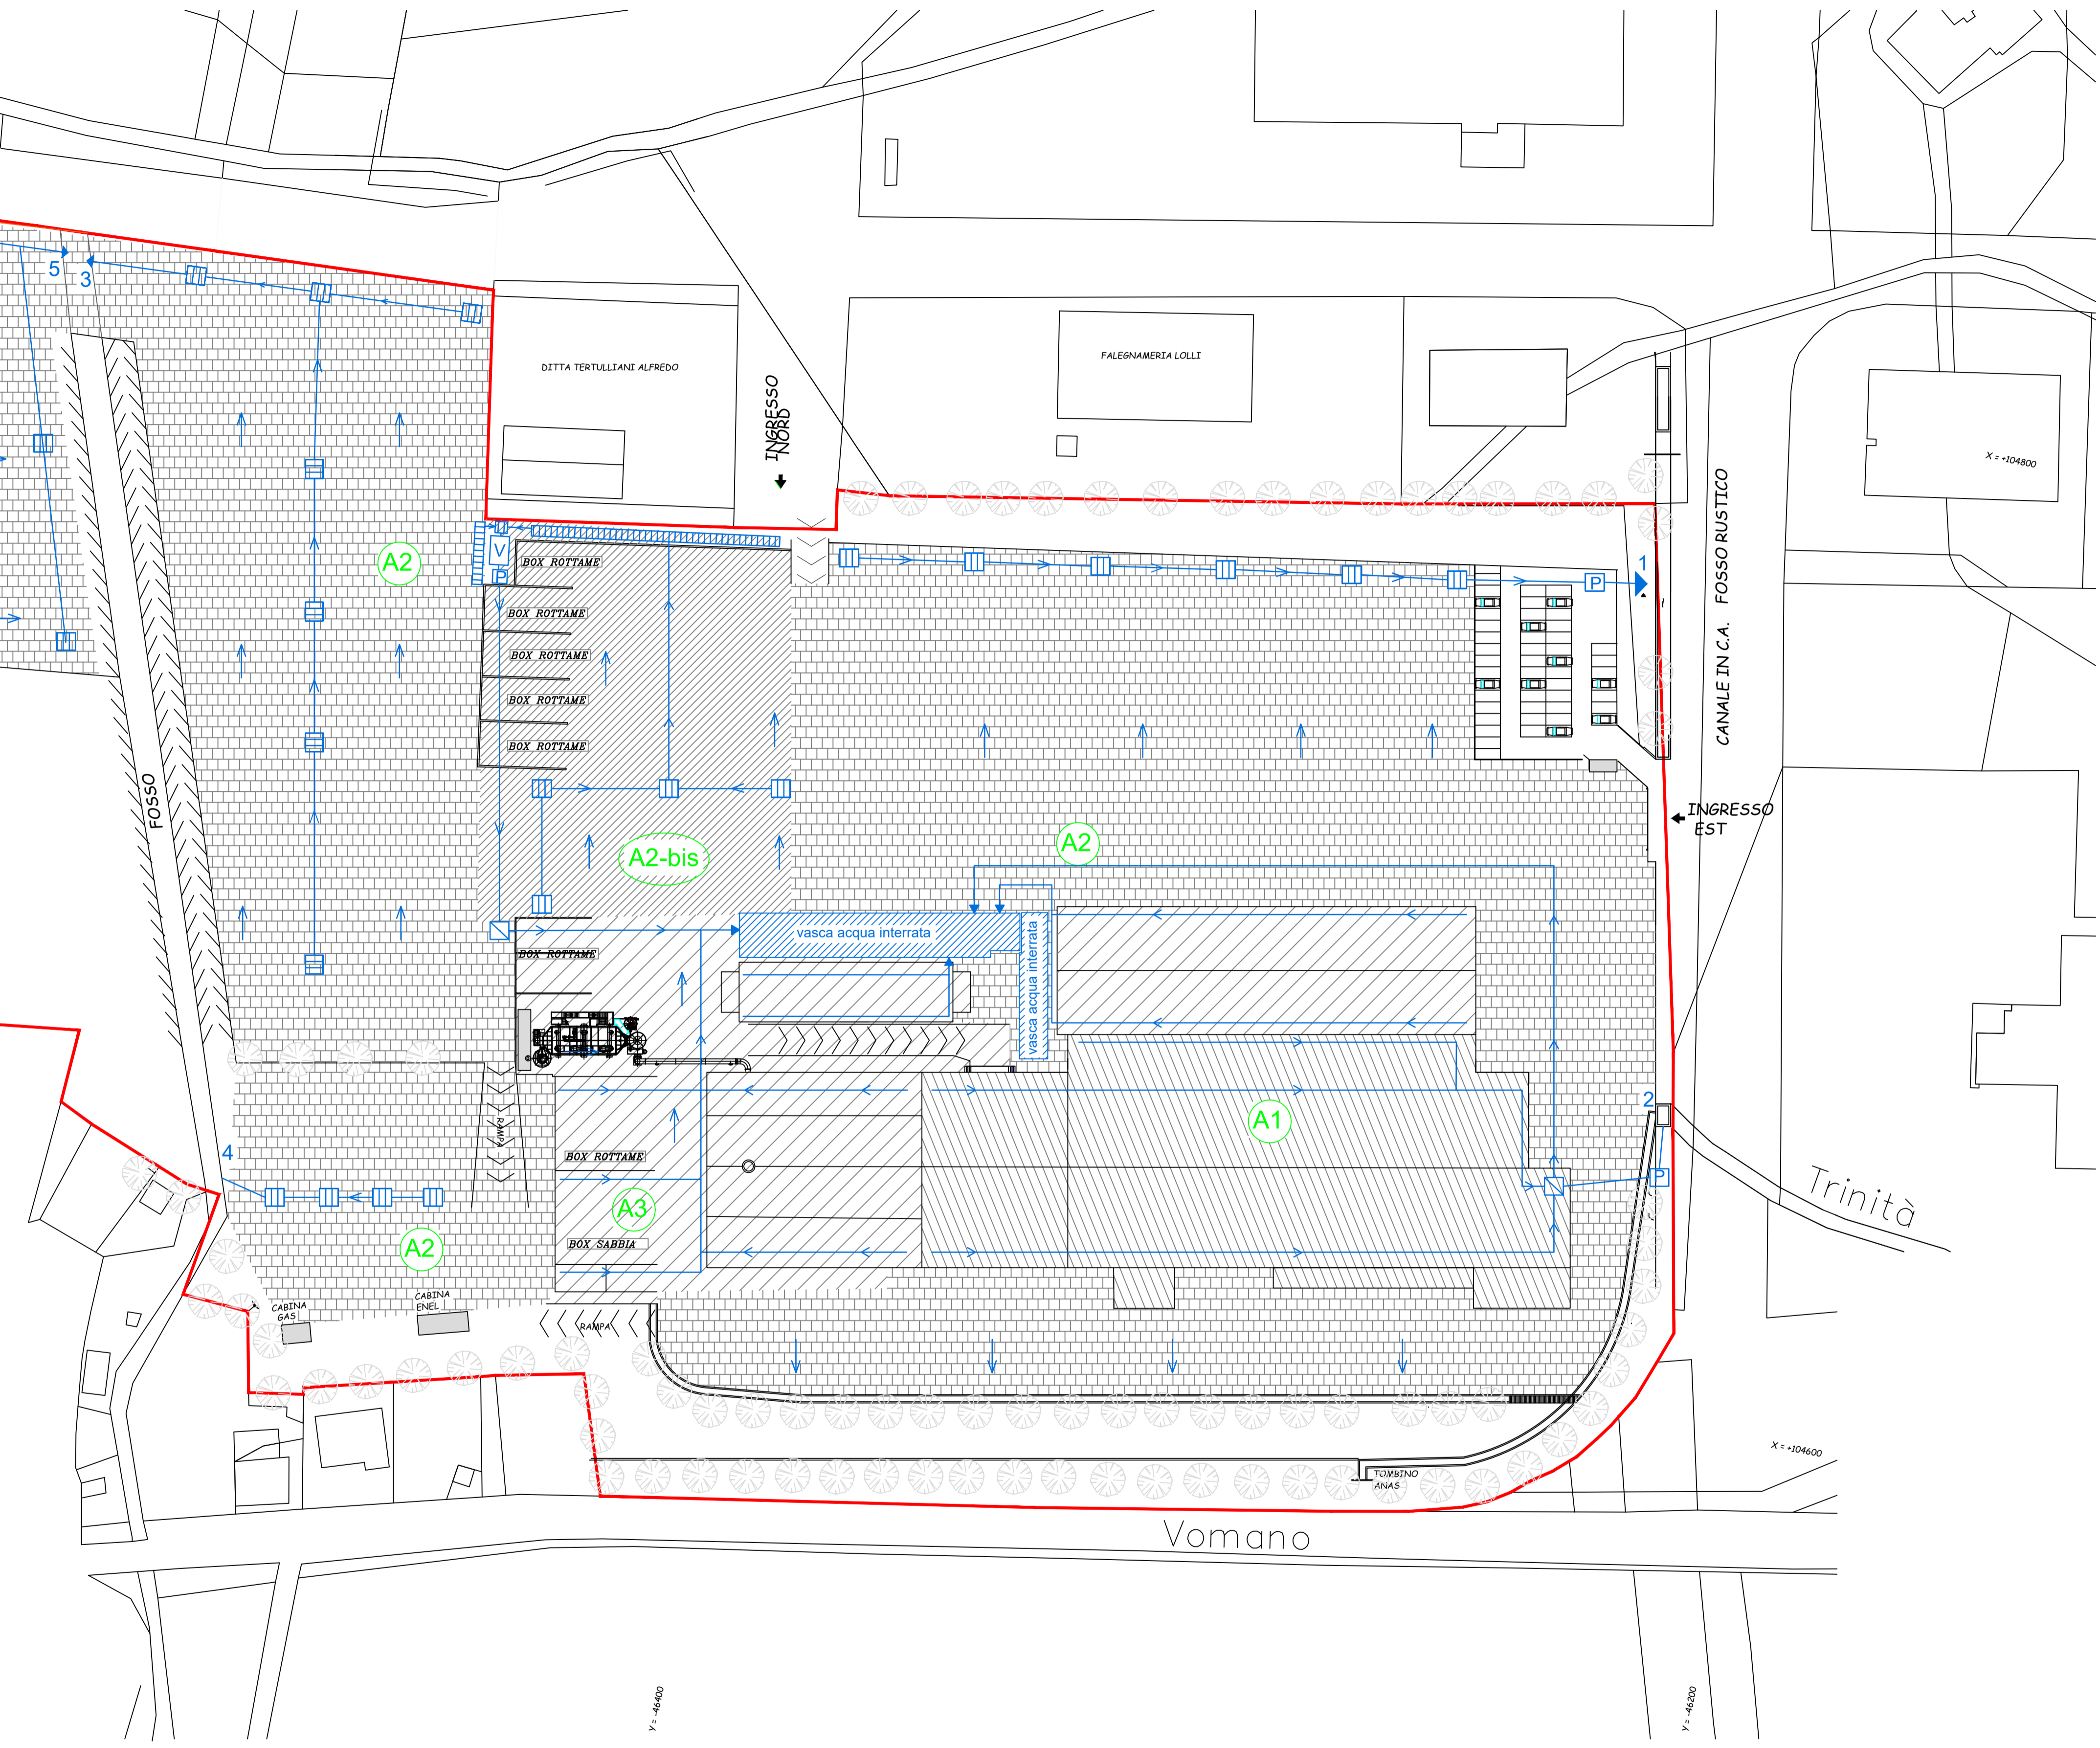 5
3
DITTA TERTULLIANI ALFREDO
INGRESSO
NORD
FALEGNAMERIA LOLLI
X = +104800
CANALE IN C.A.   FOSSO RUSTICO
A2
V
P
BOX ROTTAME
BOX ROTTAME
BOX ROTTAME
BOX ROTTAME
BOX ROTTAME
P
1
FOSSO
A2-bis
A2
INGRESSO
EST
vasca acqua interrata
vasca acqua interrata
BOX ROTTAME
RAMPA
4
BOX ROTTAME
A3
BOX SABBIA
A1
2
P
Trinità
A2
CABINA
GAS
CABINA
ENEL
RAMPA
TOMBINO
ANAS
X = +104600
Vomano
Y = -46400
Y = -46200